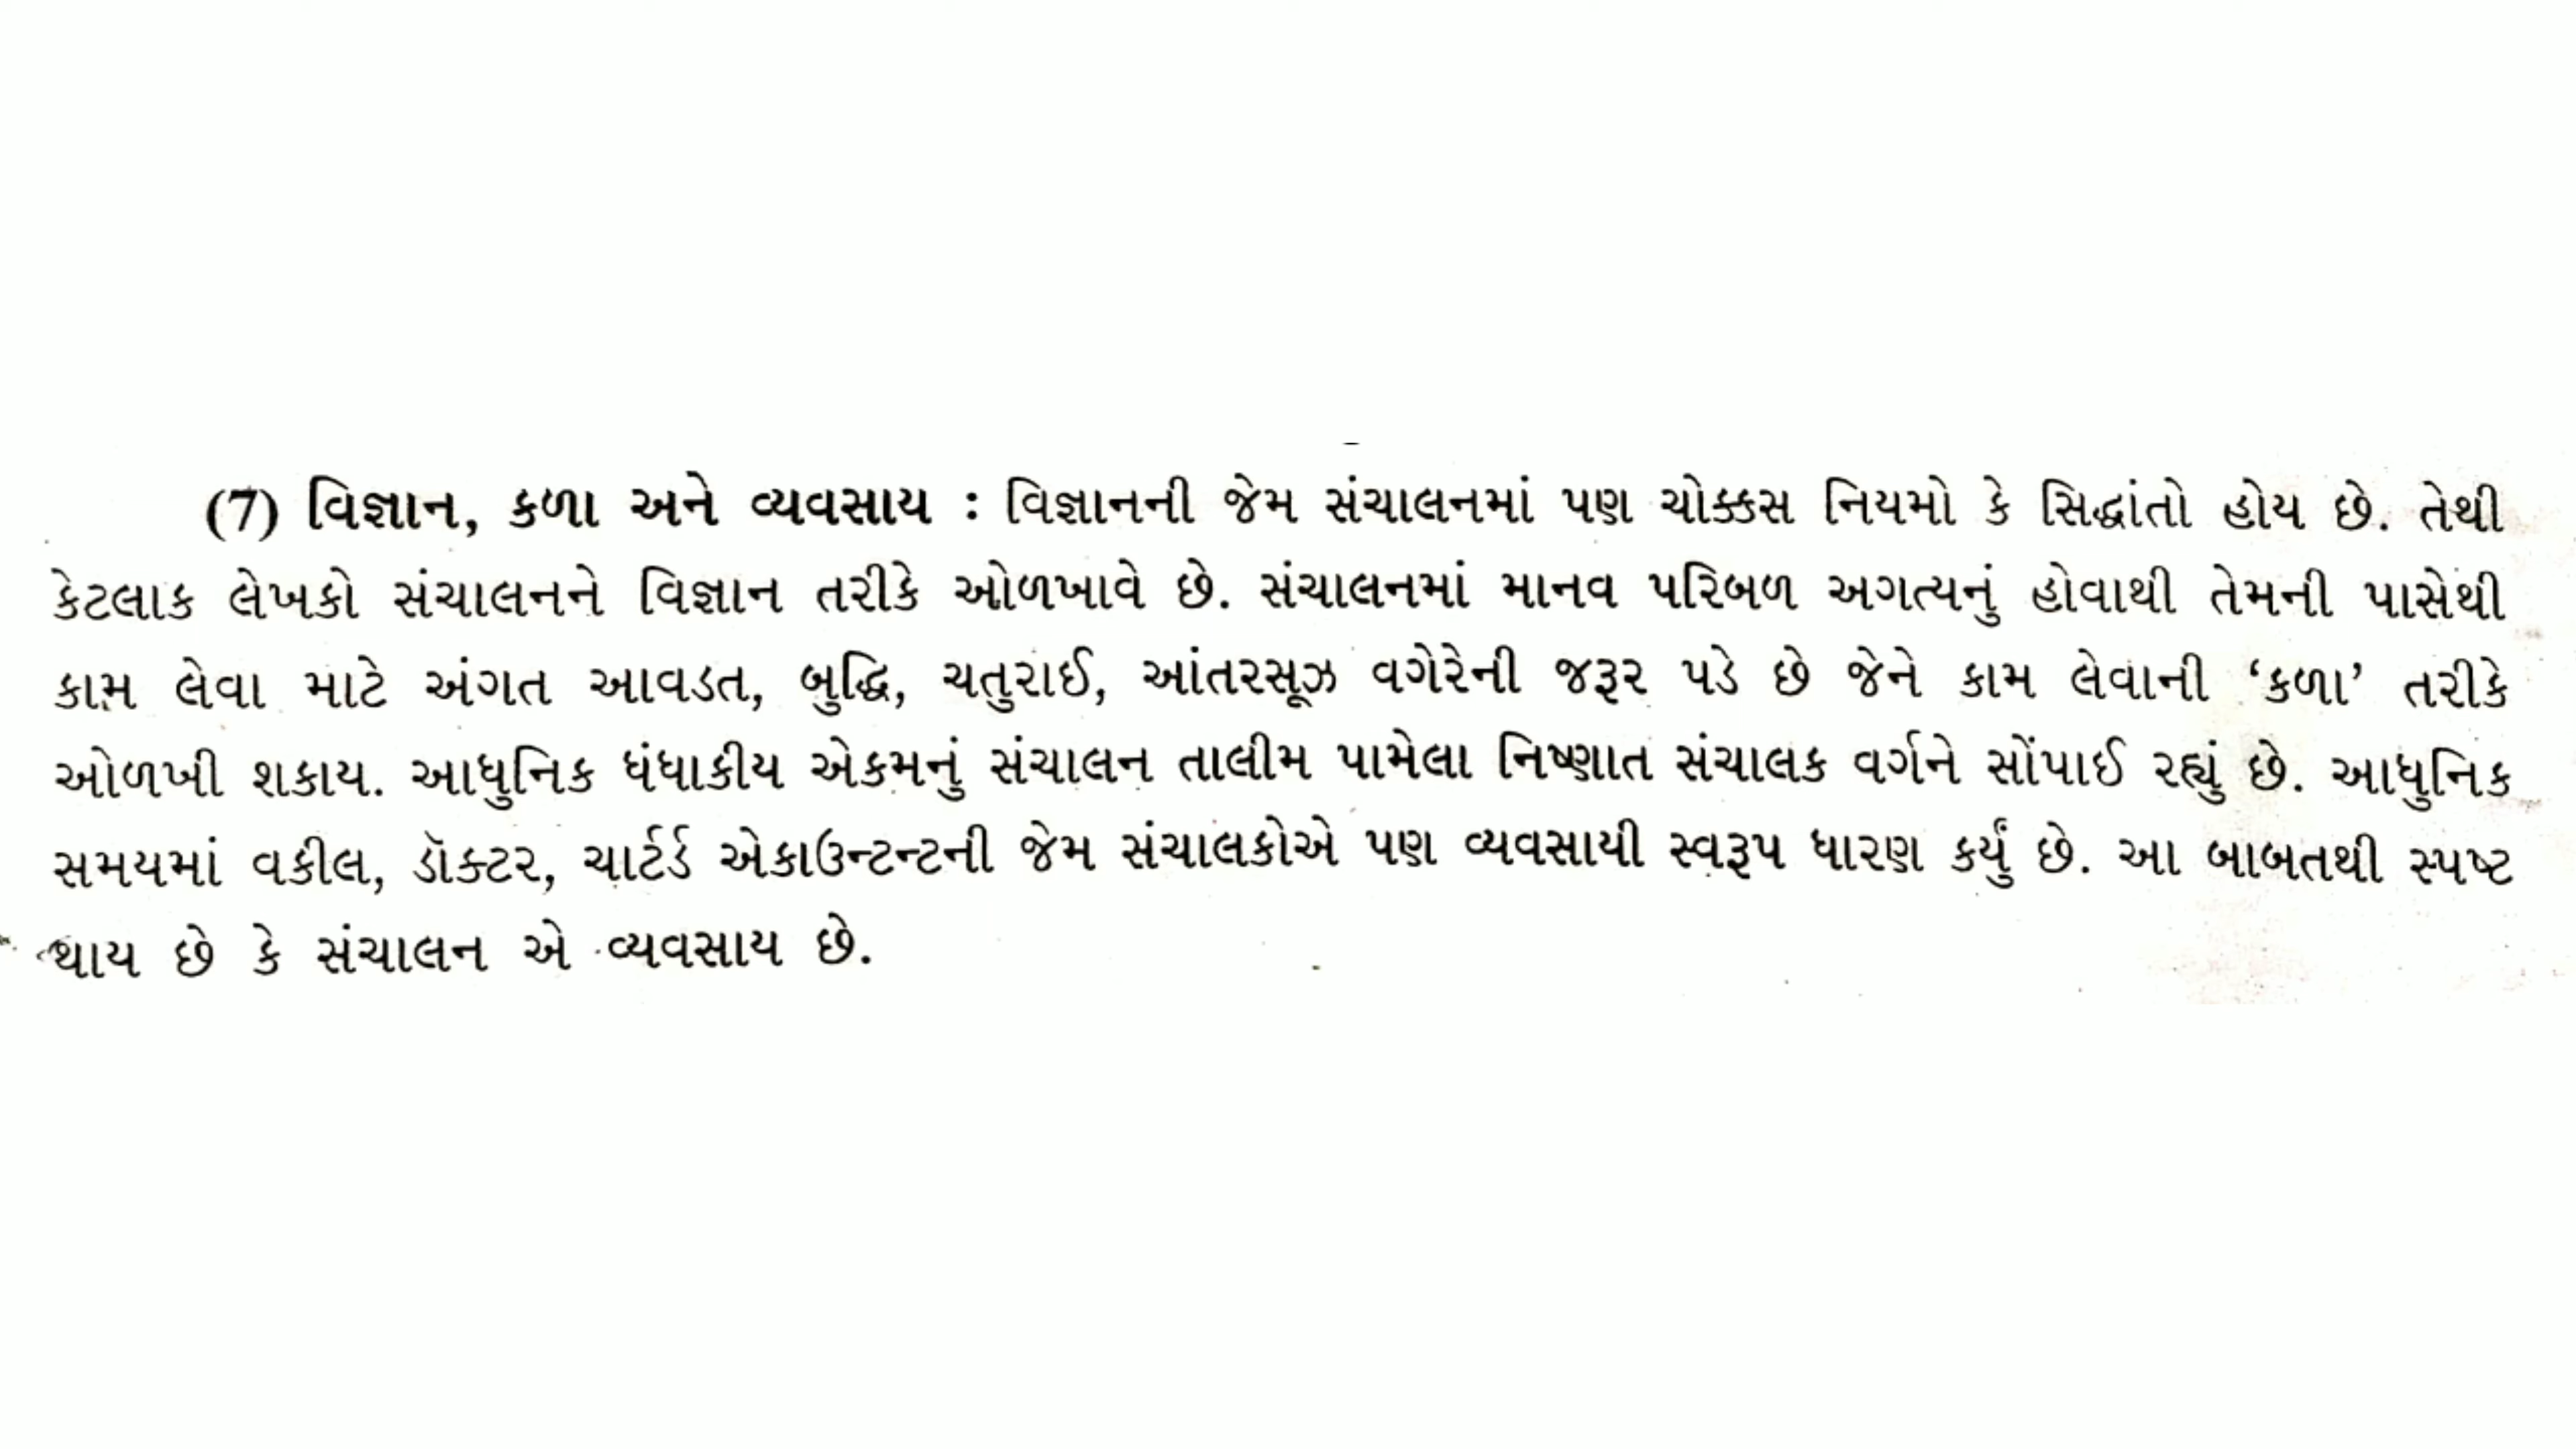 (7) વિજ્ઞાન, કળા અને વ્યવસાય : વિજ્ઞાનની જેમ સંચાલનમાં પણ ચોક્કસ નિયમો કે સિદ્ધાંતો હોય છે. તેથી
કેટલાક લેખકો સંચાલનને વિજ્ઞાન તરીકે ઓળખાવે છે. સંચાલનમાં માનવ પરિબળ અગત્યનું હોવાથી તેમની પાસેથી
કામ લેવા માટે અંગત આવડત, બુદ્ધિ, ચતુરાઈ, આંતરસૂઝ વગેરેની જરૂર પડે છે જેને કામ લેવાની ‘કળા’ તરીકે
ઓળખી શકાય. આધુનિક ધંધાકીય એકમનું સંચાલન તાલીમ પામેલા નિષ્ણાત સંચાલક વર્ગને સોંપાઈ રહ્યું છે. આધુનિક
સમયમાં વકીલ, ડૉક્ટર, ચાર્ટર્ડ એકાઉન્ટન્ટની જેમ સંચાલકોએ પણ વ્યવસાયી સ્વરૂપ ધારણ કર્યું છે. આ બાબતથી સ્પષ્ટ
થાય છે કે સંચાલન એ વ્યવસાય છે.